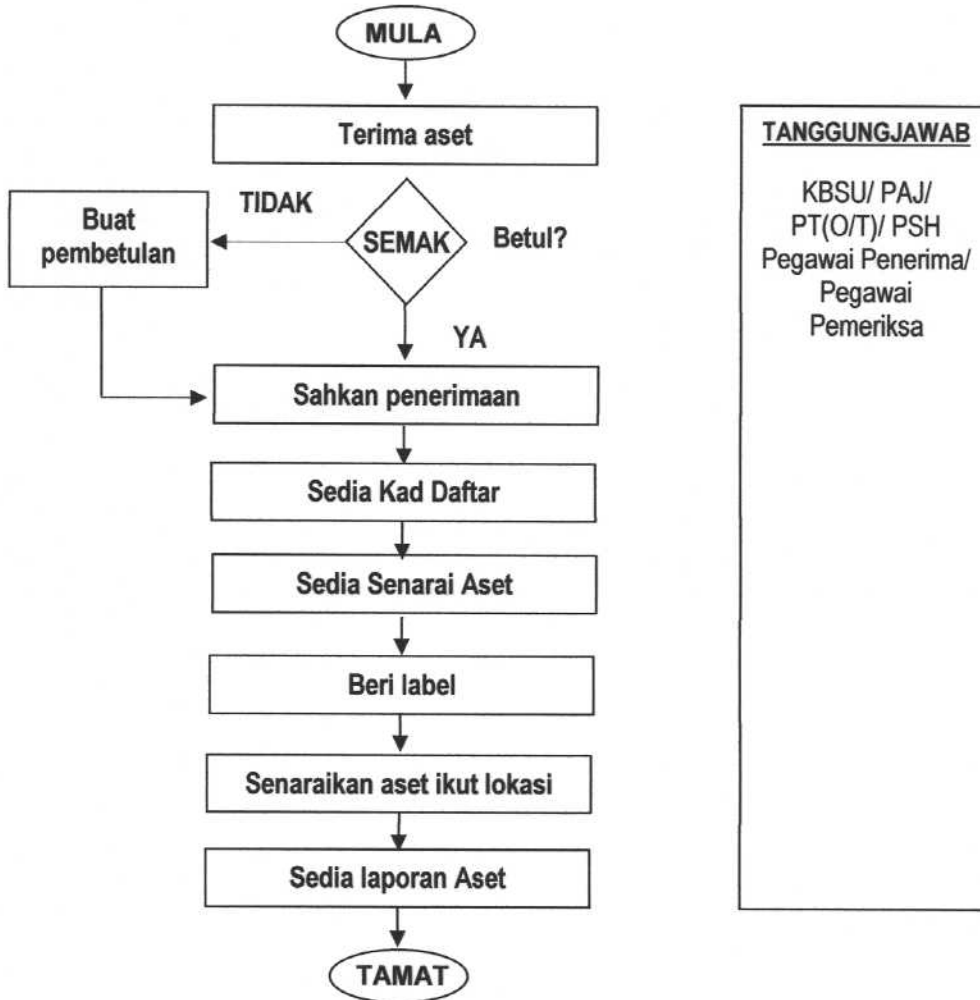 MULA
Terima aset
TANGGUNGJAWAB
KBSU/ PAJ/
PT(O/T)/ PSH
Pegawai Penerima/
Pegawai
Pemeriksa
Buat
pembetulan
TIDAK
SEMAK
Betul?
YA
Sahkan penerimaan
Sedia Kad Daftar
Sedia Senarai Aset
Beri label
Senaraikan aset ikut lokasi
Sedia laporan Aset
TAMAT